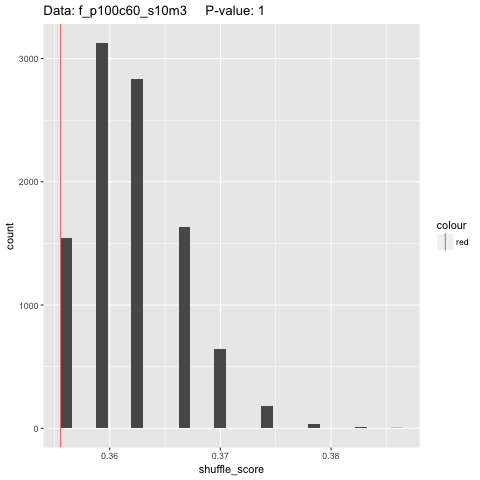 Data: f_p100c60_s10m3 P-value: 1
3000
2000
1000
0
count
0.36 0.37 0.38
shuffle_score
colour
red